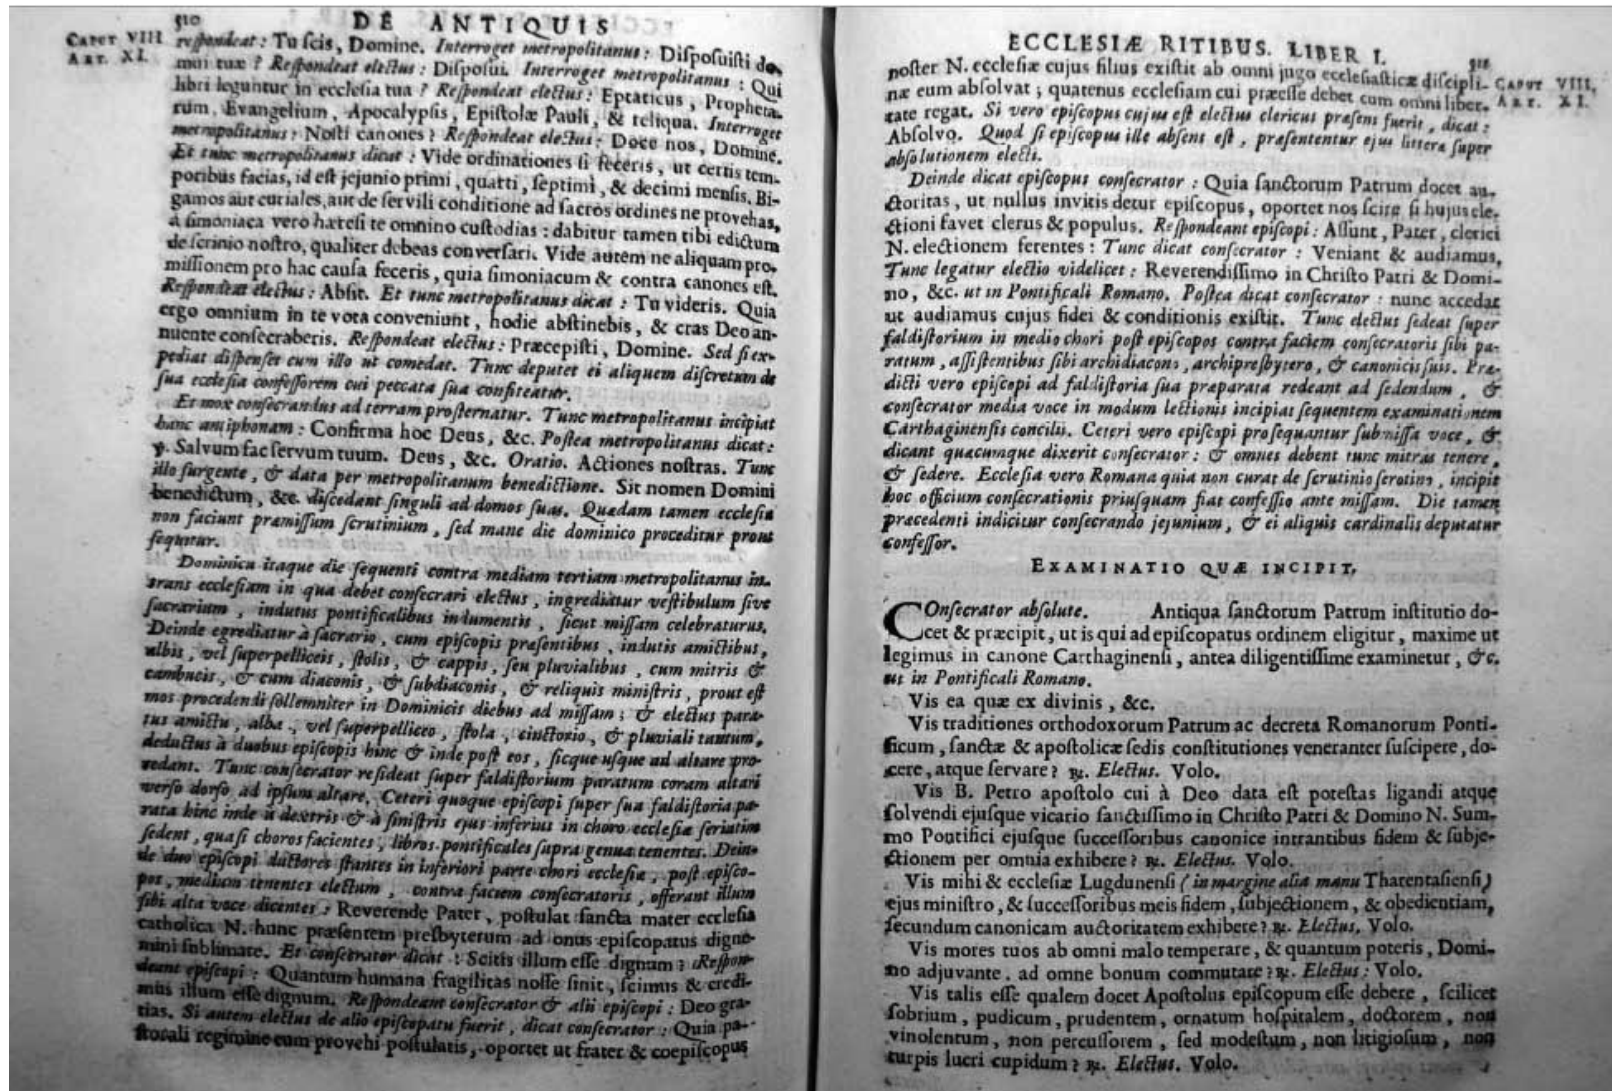 510
DE ANTIQUIS
CAPUT VIII
ART. XI.
respondeat: Tu scis, Domine. Interroget metropolitanus: Disposuisti do-
mui tuæ? Respondeat electus: Disposui. Interroget metropolitanus: Qui
libri leguntur in ecclesia tua? Respondeat electus: Eptaticus, Propheta-
rum, Evangelium, Apocalypsis, Epistolæ Pauli, & reliqua. Interroget
metropolitanus: Nosti canones? Respondeat electus: Doce nos, Domine.
Et tunc metropolitanus dicat: Vide ordinationes si feceris, ut certis tem-
poribus facias, id est jejunio primi, quarti, septimi, & decimi mensis. Bi-
gamos aut curiales, aut de servili conditione ad sacros ordines ne provehas,
à simoniaca vero hæresi te omnino custodias: dabitur tamen tibi edictum
de scrinio nostro, qualiter debeas conversari. Vide autem ne aliquam pro-
missionem pro hac causa feceris, quia simoniacum & contra canones est.
Respondeat electus: Absit. Et tunc metropolitanus dicat: Tu videris. Quia
ergo omnium in te vota conveniunt, hodie abstinebis, & cras Deo an-
nuente consecraberis. Respondeat electus: Præcepisti, Domine. Sed si ex-
pediat dispenset cum illo ut comedat. Tunc deputet ei aliquem discretum de
sua ecclesia confessorem cui peccata sua confiteatur.
Et mox consecrandus ad terram prosternatur. Tunc metropolitanus incipiat
hanc antiphonam: Confirma hoc Deus, &c. Postea metropolitanus dicat:
℣. Salvum fac servum tuum. Deus, &c. Oratio. Actiones nostras. Tunc
illo surgente, & data per metropolitanum benedictione. Sit nomen Domini
benedictum, &c. discedant singuli ad domos suas. Quædam tamen ecclesiæ
non faciunt præmissum scrutinium, sed mane die dominico proceditur prout
sequitur.
Dominica itaque die sequenti contra mediam tertiam metropolitanus in-
trans ecclesiam in qua debet consecrari electus, ingrediatur vestibulum sive
sacrarium, indutus pontificalibus indumentis, sicut missam celebraturus.
Deinde egrediatur à sacrario, cum episcopis præsentibus, indutis amictibus,
albis, vel superpelliceis, stolis, & cappis, seu pluvialibus, cum mitris &
cambucis, & cum diaconis, & subdiaconis, & reliquis ministris, prout est
mos procedendi sollemniter in Dominicis diebus ad missam; & electus para-
tus amictu, alba, vel superpelliceo, stola, cinctorio, & pluviali tantum,
deductus à duobus episcopis hinc & inde post eos, sicque usque ad altare pro-
cedant. Tunc consecrator resideat super faldistorium paratum coram altari
verso dorso ad ipsum altare. Ceteri quoque episcopi super sua faldistoria pa-
rata hinc inde à dextris & à sinistris ejus inferius in choro ecclesiæ seriatim
sedent, quasi choros facientes, libros pontificales supra genua tenentes. Dein-
de duo episcopi ductores stantes in inferiori parte chori ecclesiæ, post episco-
pos, medium tenentes electum, contra faciem consecratoris, offerant illum
sibi alta voce dicentes: Reverende Pater, postulat sancta mater ecclesia
catholica N. hunc præsentem presbyterum ad onus episcopatus digne-
mini sublimare. Et consecrator dicat: Scitis illum esse dignum? Respon-
deant episcopi: Quantum humana fragilitas nosse sinit, scimus & credi-
mus illum esse dignum. Respondeant consecrator & alii episcopi: Deo gra-
tias. Si autem electus de alio episcopatu fuerit, dicat consecrator: Quia pa-
storali regimine eum provehi postulatis, oportet ut frater & coepiscopus
ECCLESIÆ RITIBUS. LIBER I.
511
CAPUT VIII.
ART. XI.
noster N. ecclesiæ cujus filius existit ab omni jugo ecclesiasticæ discipli-
næ eum absolvat; quatenus ecclesiam cui præesse debet cum omni liber-
tate regat. Si vero episcopus cujus est electus clericus præsens fuerit, dicat:
Absolvo. Quod si episcopus ille absens est, præsententur ejus litteræ super
absolutionem electi.
Deinde dicat episcopus consecrator: Quia sanctorum Patrum docet au-
ctoritas, ut nullus invitis detur episcopus, oportet nos scire si hujus ele-
ctioni favet clerus & populus. Respondeant episcopi: Assunt, Pater, clerici
N. electionem ferentes: Tunc dicat consecrator: Veniant & audiamus,
Tunc legatur electio videlicet: Reverendissimo in Christo Patri & Domi-
no, &c. ut in Pontificali Romano. Postea dicat consecrator: nunc accedat
ut audiamus cujus fidei & conditionis existit. Tunc electus sedeat super
faldistorium in medio chori post episcopos contra faciem consecratoris sibi pa-
ratum, assistentibus sibi archidiacono, archipresbytero, & canonicis suis. Præ-
dicti vero episcopi ad faldistoria sua præparata redeant ad sedendum, &
consecrator media voce in modum lectionis incipiat sequentem examinationem
Carthaginensis concilii. Ceteri vero episcopi prosequantur submissa voce, &
dicant quacumque dixerit consecrator: & omnes debent tunc mitras tenere,
& sedere. Ecclesia vero Romana quia non curat de scrutinio serotino, incipit
hoc officium consecrationis priusquam fiat confessio ante missam. Die tamen
præcedenti indicitur consecrando jejunium, & ei aliquis cardinalis deputatur
confessor.
EXAMINATIO QUÆ INCIPIT,
COnsecrator absolute. Antiqua sanctorum Patrum institutio do-
cet & præcipit, ut is qui ad episcopatus ordinem eligitur, maxime ut
legimus in canone Carthaginensi, antea diligentissime examinetur, &c.
ut in Pontificali Romano.
Vis ea quæ ex divinis, &c.
Vis traditiones orthodoxorum Patrum ac decreta Romanorum Ponti-
ficum, sanctæ & apostolicæ sedis constitutiones veneranter suscipere, do-
cere, atque servare? ℞. Electus. Volo.
Vis B. Petro apostolo cui à Deo data est potestas ligandi atque
solvendi ejusque vicario sanctissimo in Christo Patri & Domino N. Sum-
mo Pontifici ejusque successoribus canonice intrantibus fidem & subje-
ctionem per omnia exhibere? ℞. Electus. Volo.
Vis mihi & ecclesiæ Lugdunensi (in margine alia manu Tharentasiensi)
ejus ministro, & successoribus meis fidem, subjectionem, & obedientiam,
secundum canonicam auctoritatem exhibere? ℞. Electus, Volo.
Vis mores tuos ab omni malo temperare, & quantum poteris, Domi-
no adjuvante, ad omne bonum commutare? ℞. Electus: Volo.
Vis talis esse qualem docet Apostolus episcopum esse debere, scilicet
sobrium, pudicum, prudentem, ornatum hospitalem, doctorem, non
vinolentum, non percussorem, sed modestum, non litigiosum, non
turpis lucri cupidum? ℞. Electus. Volo.